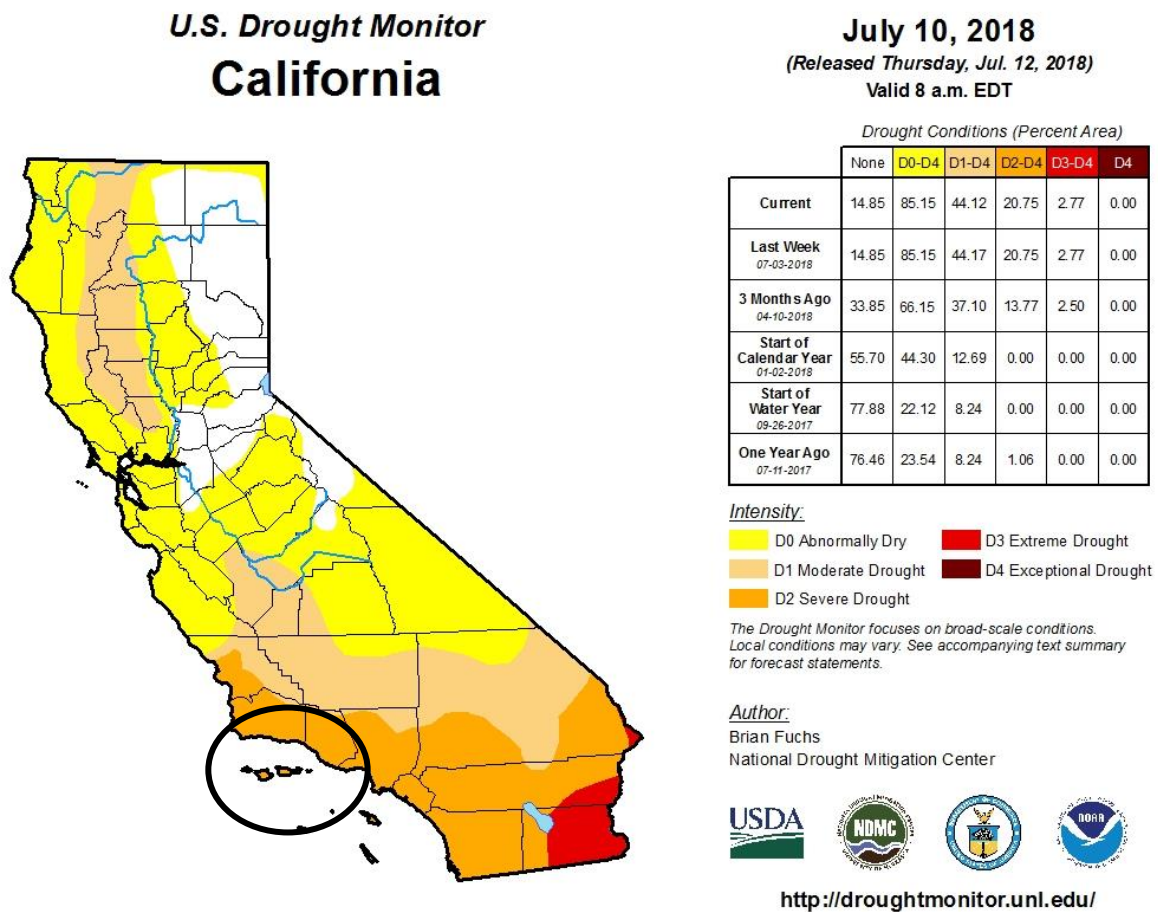 U.S. Drought Monitor
California
July 10, 2018
(Released Thursday, Jul. 12, 2018)
Valid 8 a.m. EDT
Drought Conditions (Percent Area)
None D0-D4 D1-D4 D2-D4 D3-D4 D4
Current 14.85 85.15 44.12 20.75 2.77 0.00
Last Week
07-03-2018
14.85 85.15 44.17 20.75 2.77 0.00
3 Months Ago
04-10-2018
33.85 66.15 37.10 13.77 2.50 0.00
Start of
Calendar Year
01-02-2018
55.70 44.30 12.69 0.00 0.00 0.00
Start of
Water Year
09-26-2017
77.88 22.12 8.24 0.00 0.00 0.00
One Year Ago
07-11-2017
76.46 23.54 8.24 1.06 0.00 0.00
Intensity:
D0 Abnormally Dry
D1 Moderate Drought
D2 Severe Drought
D3 Extreme Drought
D4 Exceptional Drought
The Drought Monitor focuses on broad-scale conditions.
Local conditions may vary. See accompanying text summary
for forecast statements.
Author:
Brian Fuchs
National Drought Mitigation Center
USDA
NDMC
NOAA
http://droughtmonitor.unl.edu/